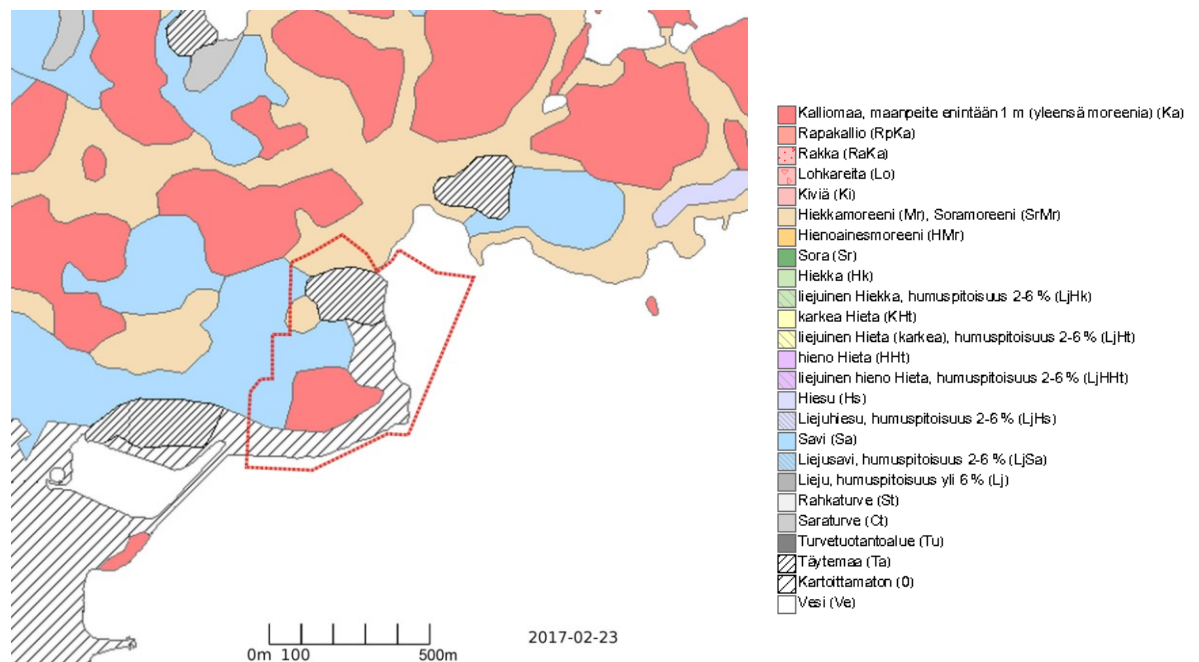 Kalliomaa, maanpeite enintään 1 m (yleensä moreenia) (Ka)
Rapakallio (RpKa)
Rakka (RaKa)
Lohkareita (Lo)
Kiviä (Ki)
Hiekkamoreeni (Mr), Soramoreeni (SrMr)
Hienoainesmoreeni (HMr)
Sora (Sr)
Hiekka (Hk)
liejuinen Hiekka, humuspitoisuus 2-6 % (LjHk)
karkea Hieta (KHt)
liejuinen Hieta (karkea), humuspitoisuus 2-6 % (LjHt)
hieno Hieta (HHt)
liejuinen hieno Hieta, humuspitoisuus 2-6 % (LjHHt)
Hiesu (Hs)
Liejuhiesu, humuspitoisuus 2-6 % (LjHs)
Savi (Sa)
Liejusavi, humuspitoisuus 2-6 % (LjSa)
Lieju, humuspitoisuus yli 6 % (Lj)
Rahkaturve (St)
Saraturve (Ct)
Turvetuotantoalue (Tu)
Täytemaa (Ta)
Kartoittamaton (0)
Vesi (Ve)
0m 100 500m
2017-02-23